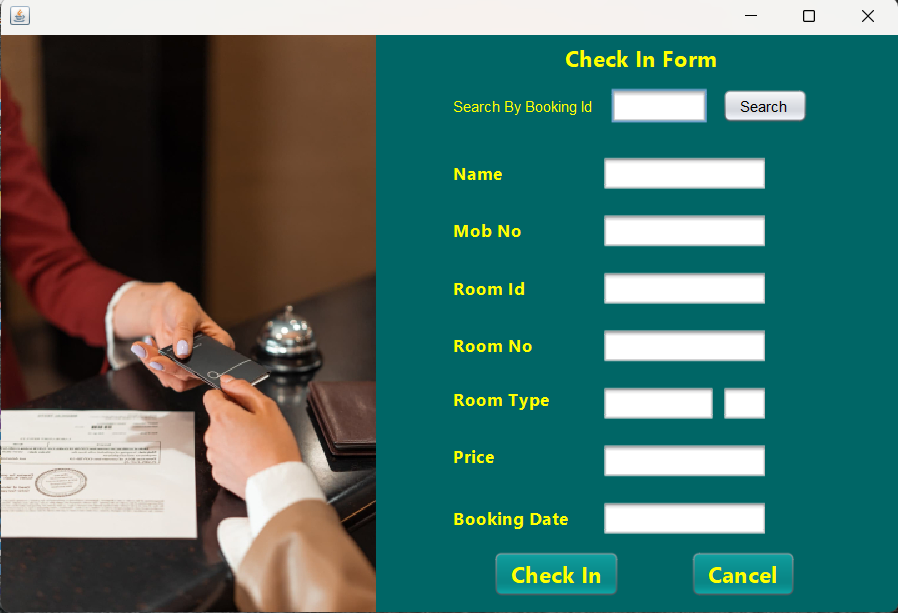 Check In Form
Search By Booking Id Search
Name
Mob No
Room Id
Room No
Room Type
Price
Booking Date
Check In Cancel